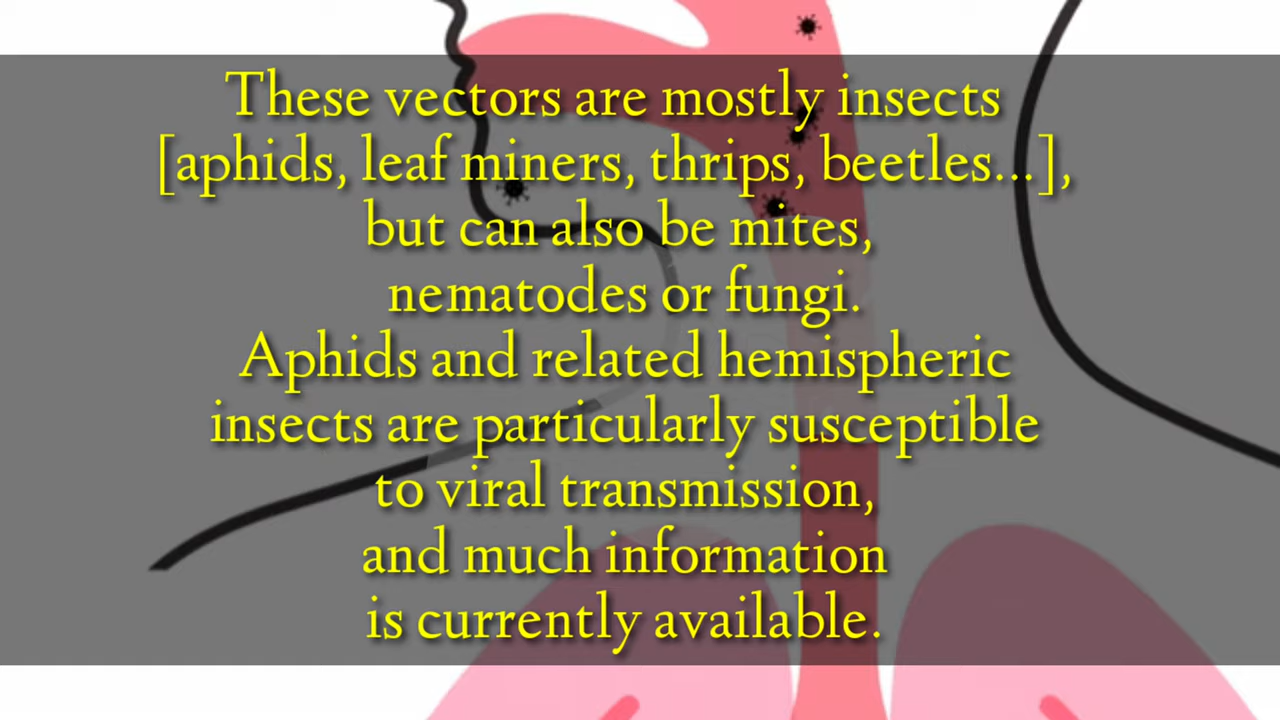 These vectors are mostly insects
[aphids, leaf miners, thrips, beetles...],
but can also be mites,
nematodes or fungi.
Aphids and related hemispheric
insects are particularly susceptible
to viral transmission,
and much information
is currently available.